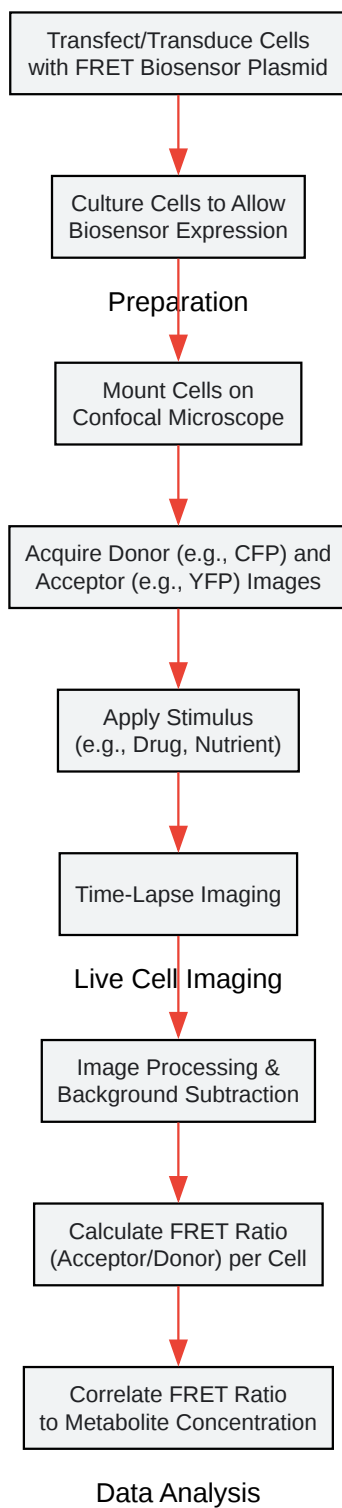 Transfect/Transduce Cells
with FRET Biosensor Plasmid
Culture Cells to Allow
Biosensor Expression
Preparation
Mount Cells on
Confocal Microscope
Acquire Donor (e.g., CFP) and
Acceptor (e.g., YFP) Images
Apply Stimulus
(e.g., Drug, Nutrient)
Time-Lapse Imaging
Live Cell Imaging
Image Processing &
Background Subtraction
Calculate FRET Ratio
(Acceptor/Donor) per Cell
Correlate FRET Ratio
to Metabolite Concentration
Data Analysis